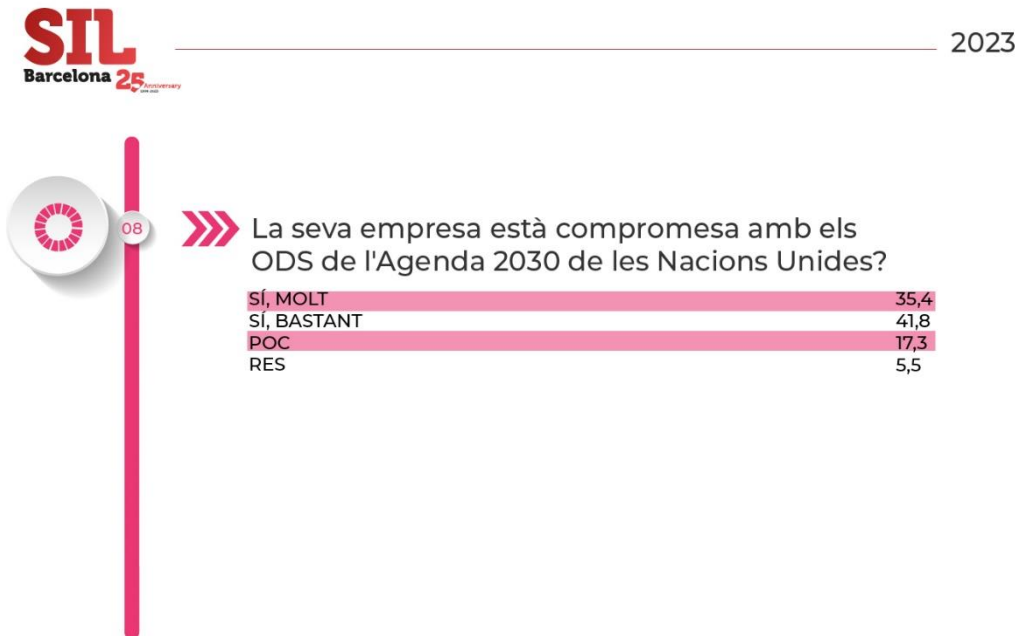 SIL
2023
Barcelona 25 Anniversary
08
La seva empresa està compromesa amb els
ODS de l'Agenda 2030 de les Nacions Unides?
SÍ, MOLT 35,4
SÍ, BASTANT 41,8
POC 17,3
RES 5,5